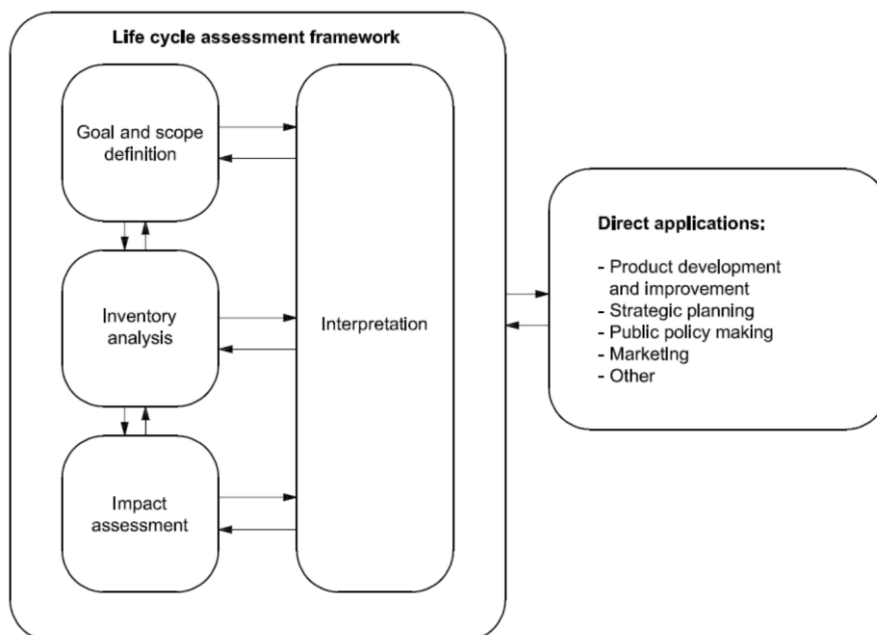 Life cycle assessment framework
Goal and scope
definition
Inventory
analysis
Impact
assessment
Interpretation
Direct applications:
- Product development
and improvement
- Strategic planning
- Public policy making
- Marketing
- Other